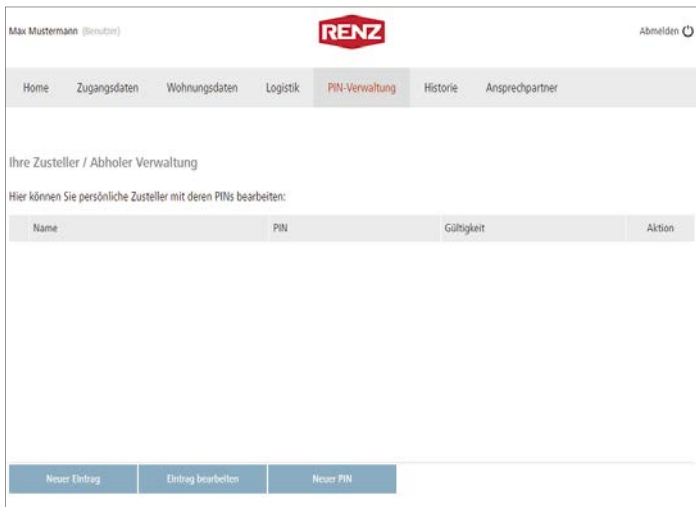 Max Mustermann (Benutzer)
RENZ
Abmelden
Home Zugangsdaten Wohnungsdaten Logistik PIN-Verwaltung Historie Ansprechpartner
Ihre Zusteller / Abholer Verwaltung
Hier können Sie persönliche Zusteller mit deren PINs bearbeiten:
Name PIN Gültigkeit Aktion
Neuer Eintrag Eintrag bearbeiten Neuer PIN